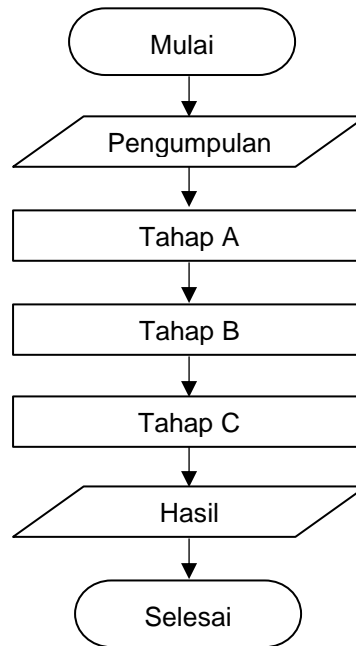 Mulai
Pengumpulan
Tahap A
Tahap B
Tahap C
Hasil
Selesai